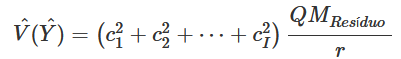 V̂(Ŷ) = (c₁² + c₂² + ⋯ + c_I²) QM_Resíduo / r